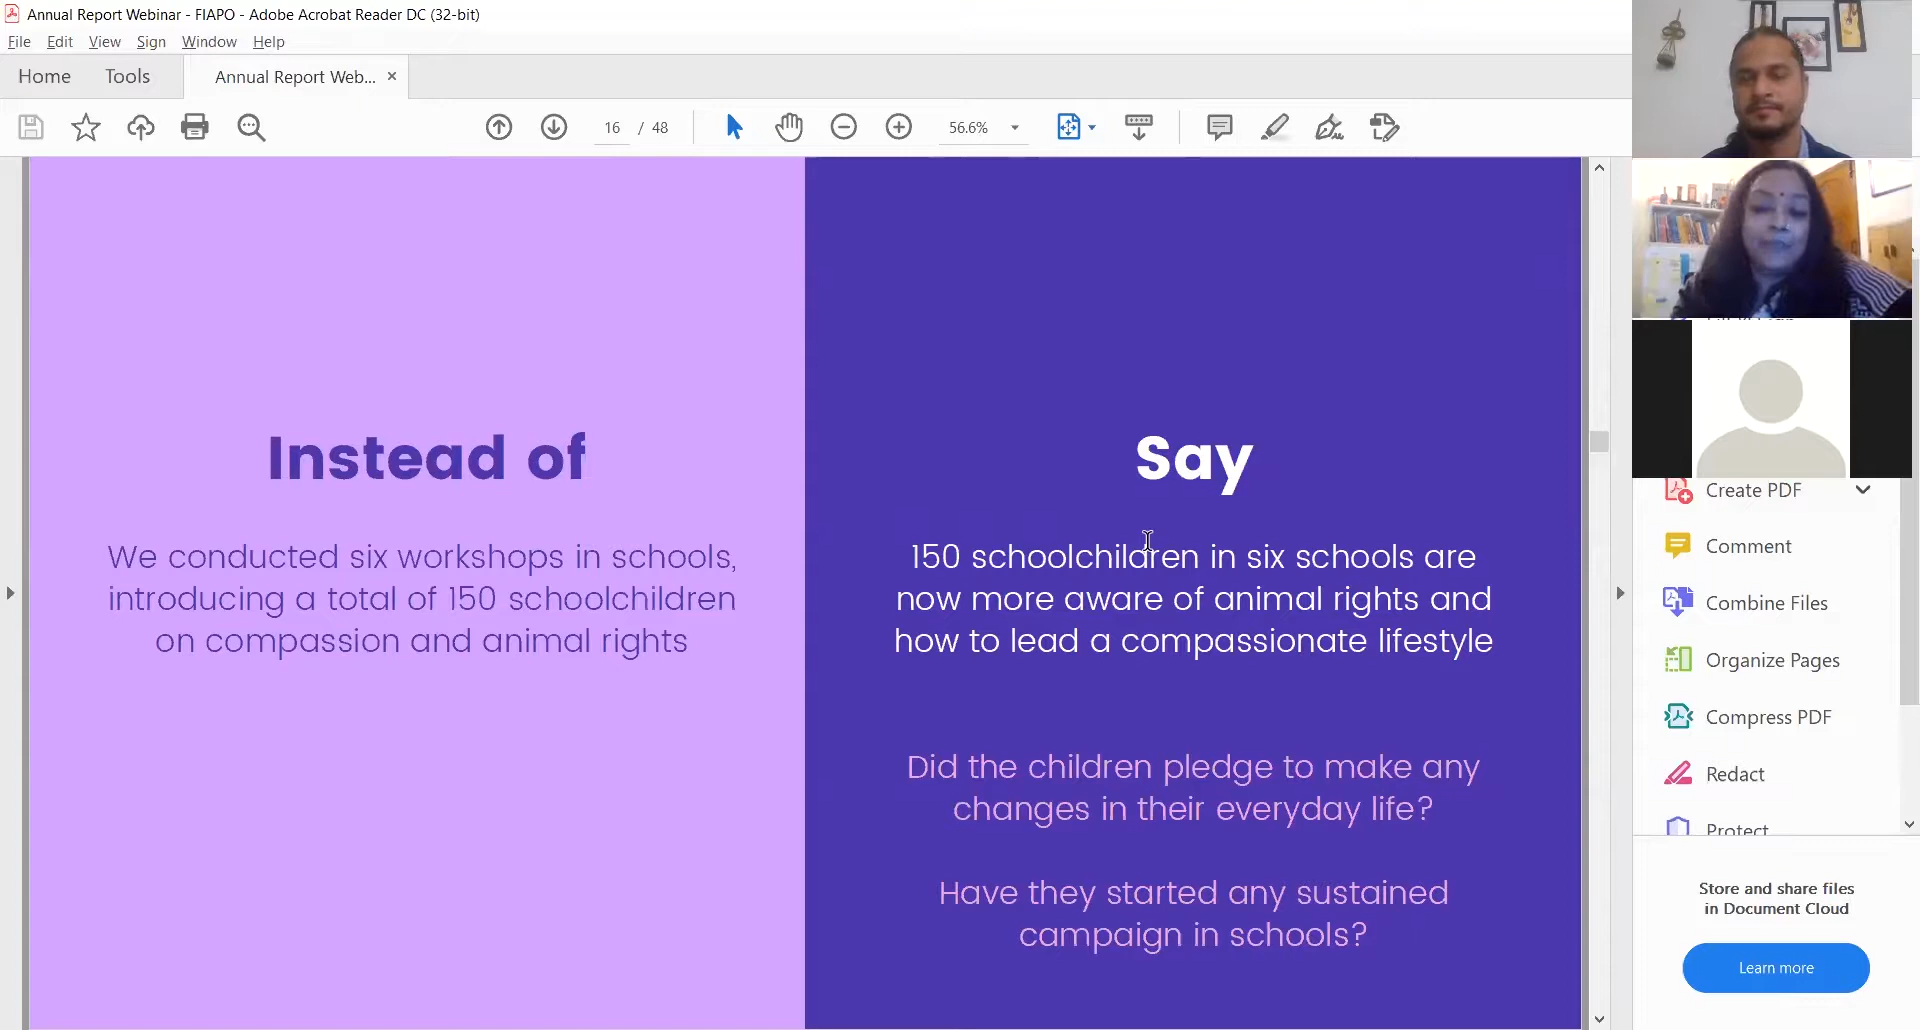 Annual Report Webinar - FIAPO - Adobe Acrobat Reader DC (32-bit)
File Edit View Sign Window Help
Home Tools Annual Report Web... ×
16 / 48 56.6%
Instead of
We conducted six workshops in schools,
introducing a total of 150 schoolchildren
on compassion and animal rights
Say
150 schoolchildren in six schools are
now more aware of animal rights and
how to lead a compassionate lifestyle
Did the children pledge to make any
changes in their everyday life?
Have they started any sustained
campaign in schools?
Create PDF
Comment
Combine Files
Organize Pages
Compress PDF
Redact
Protect
Store and share files
in Document Cloud
Learn more